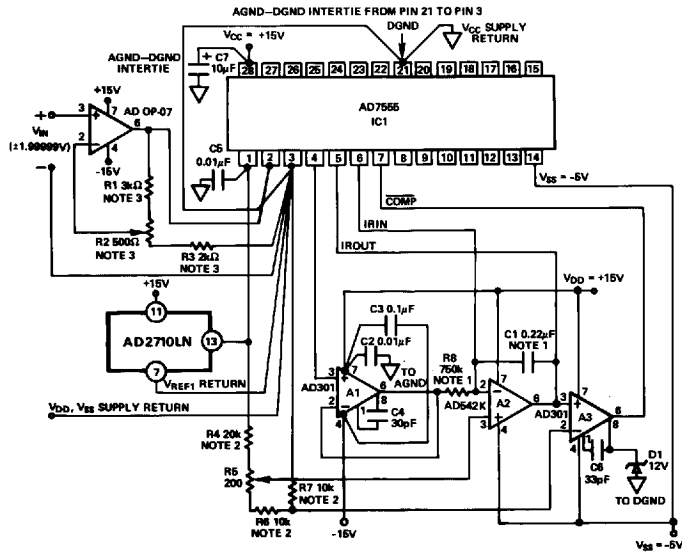 AGND–DGND INTERTIE FROM PIN 21 TO PIN 3
VCC = +15V
DGND
VCC SUPPLY
RETURN
AGND–DGND
INTERTIE
+ C7
10μF
28 27 26 26 25 24 23 22 21 20 19 18 17 16 15
AD7555
IC1
1 2 3 4 5 6 7 8 9 10 11 12 13 14
+15V
AD OP-07
+
VIN
(±1.99999V)
–
3 + 7
6
2 – 4
-15V
C5
0.01μF
R1 3kΩ
NOTE 3
R2 500Ω
NOTE 3
R3 2kΩ
NOTE 3
VSS = –5V
COMP
IRIN
IROUT
+15V
11
AD2710LN
13
7
VREF1 RETURN
VDD, VSS SUPPLY RETURN
VDD = +15V
C3 0.1μF
C2 0.01μF
TO
AGND
C1 0.22μF
NOTE 1
R8
750k
NOTE 1
AD301
3 + 7
A1
6
2 – 1 8
4
C4
30pF
AD542K
2 – 7
A2
6
3 + 4
AD301
3 + 7
A3
6
2 – 1 8
4
C6
33pF
D1
12V
TO DGND
R4 20k
NOTE 2
R5
200
R6 10k
NOTE 2
R7 10k
NOTE 2
-15V
VSS = –5V